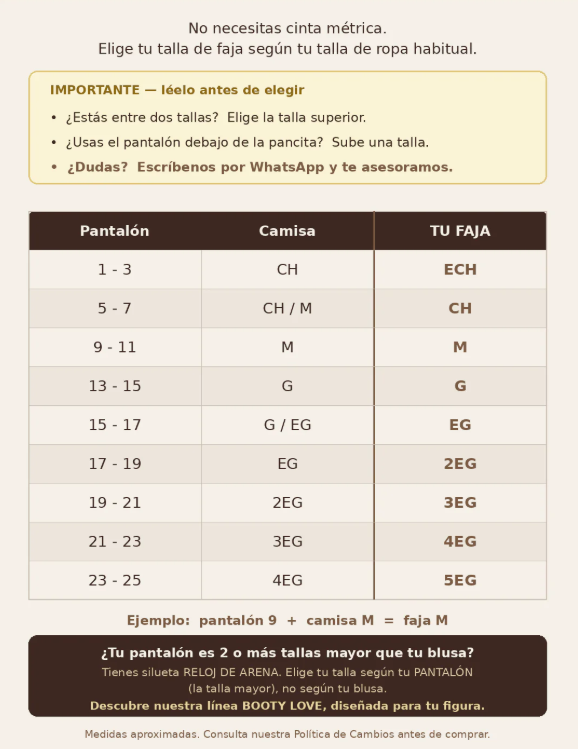 No necesitas cinta métrica.
Elige tu talla de faja según tu talla de ropa habitual.
IMPORTANTE — léelo antes de elegir
• ¿Estás entre dos tallas? Elige la talla superior.
• ¿Usas el pantalón debajo de la pancita? Sube una talla.
• ¿Dudas? Escríbenos por WhatsApp y te asesoramos.
Pantalón Camisa TU FAJA
1 - 3 CH ECH
5 - 7 CH / M CH
9 - 11 M M
13 - 15 G G
15 - 17 G / EG EG
17 - 19 EG 2EG
19 - 21 2EG 3EG
21 - 23 3EG 4EG
23 - 25 4EG 5EG
Ejemplo: pantalón 9 + camisa M = faja M
¿Tu pantalón es 2 o más tallas mayor que tu blusa?
Tienes silueta RELOJ DE ARENA. Elige tu talla según tu PANTALÓN
(la talla mayor), no según tu blusa.
Descubre nuestra línea BOOTY LOVE, diseñada para tu figura.
Medidas aproximadas. Consulta nuestra Política de Cambios antes de comprar.